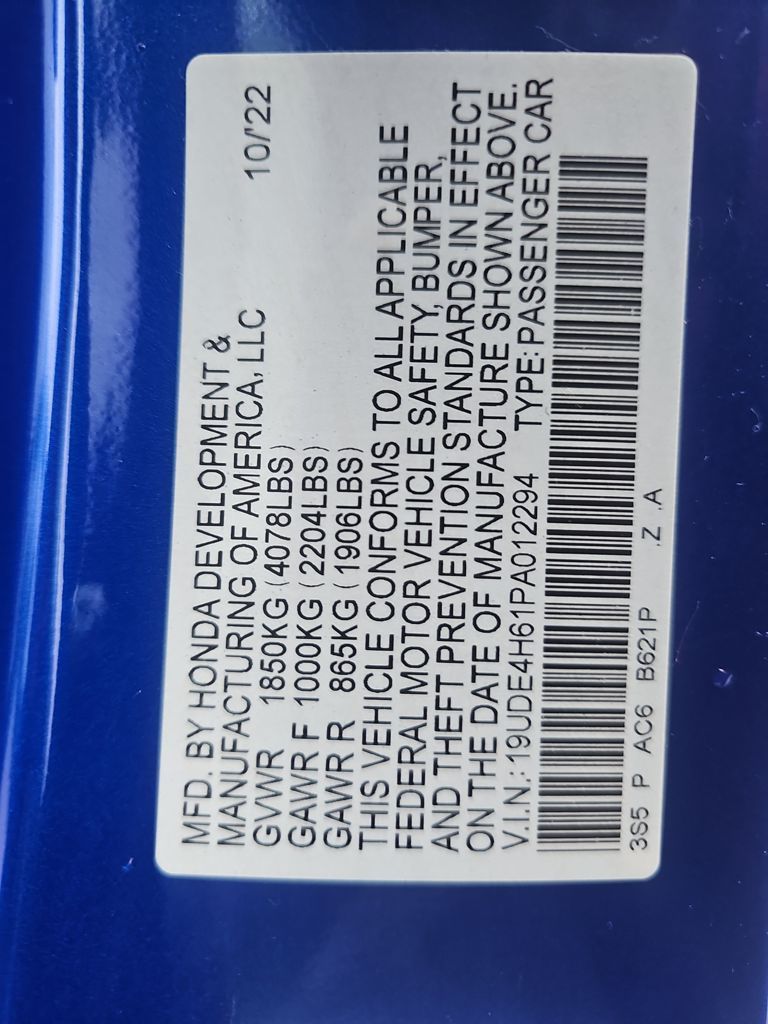 MFD. BY HONDA DEVELOPMENT &
MANUFACTURING OF AMERICA, LLC 10/'22
GVWR 1850KG (4078LBS)
GAWR F 1000KG (2204LBS)
GAWR R 865KG (1906LBS)
THIS VEHICLE CONFORMS TO ALL APPLICABLE
FEDERAL MOTOR VEHICLE SAFETY, BUMPER,
AND THEFT PREVENTION STANDARDS IN EFFECT
ON THE DATE OF MANUFACTURE SHOWN ABOVE.
V.I.N.: 19UDE4H61PA012294 TYPE: PASSENGER CAR
3S5 P AC6 B621P .Z .A